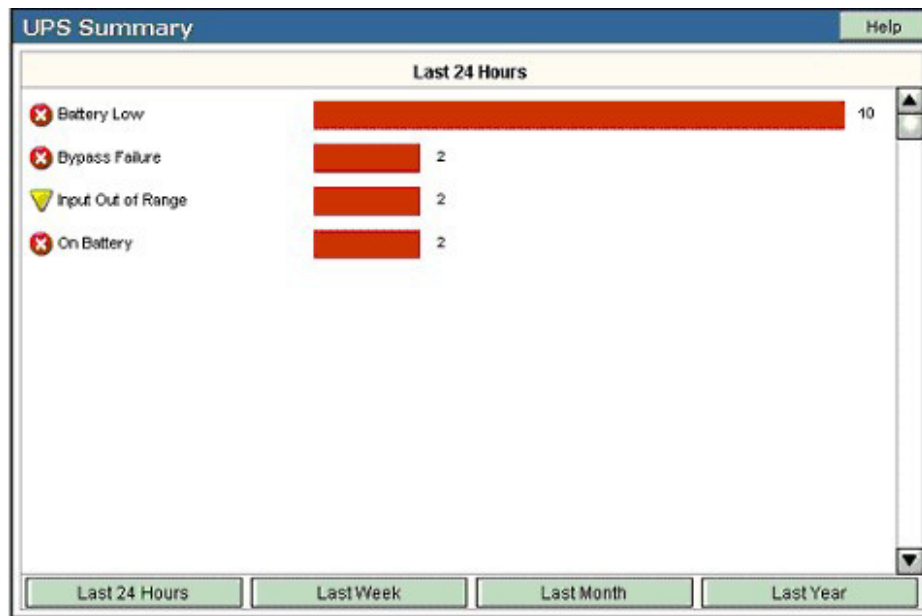 UPS Summary
Help
Last 24 Hours
Battery Low 10
Bypass Failure 2
Input Out of Range 2
On Battery 2
Last 24 Hours Last Week Last Month Last Year